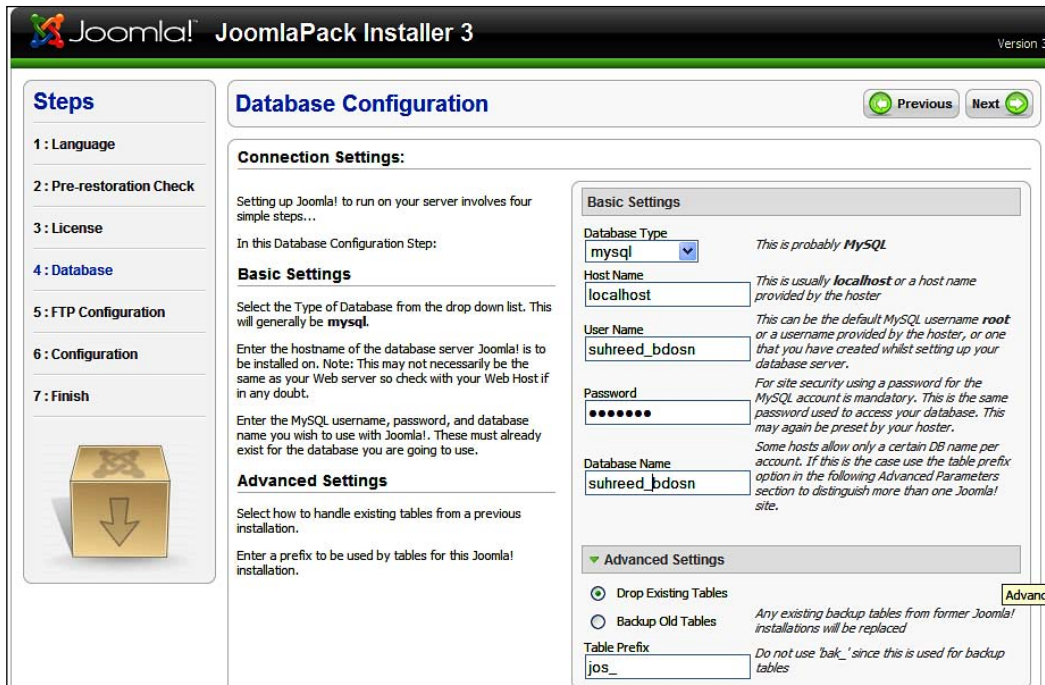 Joomla! JoomlaPack Installer 3
Version 3
Steps
1 : Language
2 : Pre-restoration Check
3 : License
4 : Database
5 : FTP Configuration
6 : Configuration
7 : Finish
Database Configuration
Previous
Next
Connection Settings:
Setting up Joomla! to run on your server involves four
simple steps...
In this Database Configuration Step:
Basic Settings
Select the Type of Database from the drop down list. This
will generally be mysql.
Enter the hostname of the database server Joomla! is to
be installed on. Note: This may not necessarily be the
same as your Web server so check with your Web Host if
in any doubt.
Enter the MySQL username, password, and database
name you wish to use with Joomla!. These must already
exist for the database you are going to use.
Advanced Settings
Select how to handle existing tables from a previous
installation.
Enter a prefix to be used by tables for this Joomla!
installation.
Basic Settings
Database Type
mysql
This is probably MySQL
Host Name
localhost
This is usually localhost or a host name
provided by the hoster
User Name
suhreed_bdosn
This can be the default MySQL username root
or a username provided by the hoster, or one
that you have created whilst setting up your
database server.
Password
•••••••
For site security using a password for the
MySQL account is mandatory. This is the same
password used to access your database. This
may again be preset by your hoster.
Database Name
suhreed_bdosn
Some hosts allow only a certain DB name per
account. If this is the case use the table prefix
option in the following Advanced Parameters
section to distinguish more than one Joomla!
site.
Advanced Settings
Drop Existing Tables
Advanc
Backup Old Tables
Any existing backup tables from former Joomla!
installations will be replaced
Table Prefix
jos_
Do not use 'bak_' since this is used for backup
tables